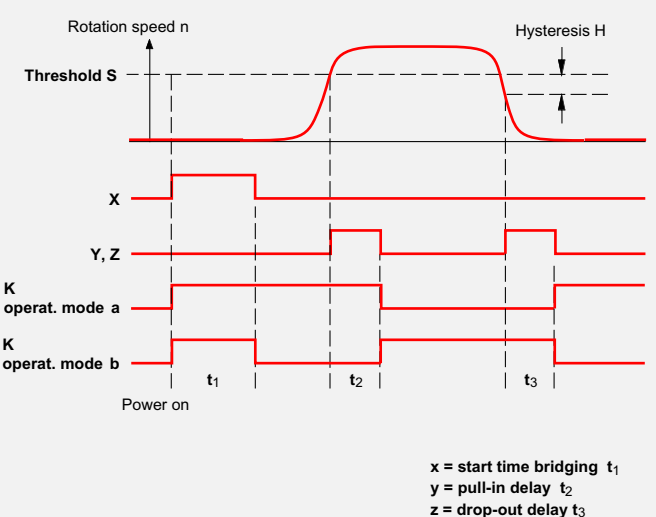 Rotation speed n
Hysteresis H
Threshold S
X
Y, Z
K
operat. mode a
K
operat. mode b
t1
t2
t3
Power on
x = start time bridging t1
y = pull-in delay t2
z = drop-out delay t3